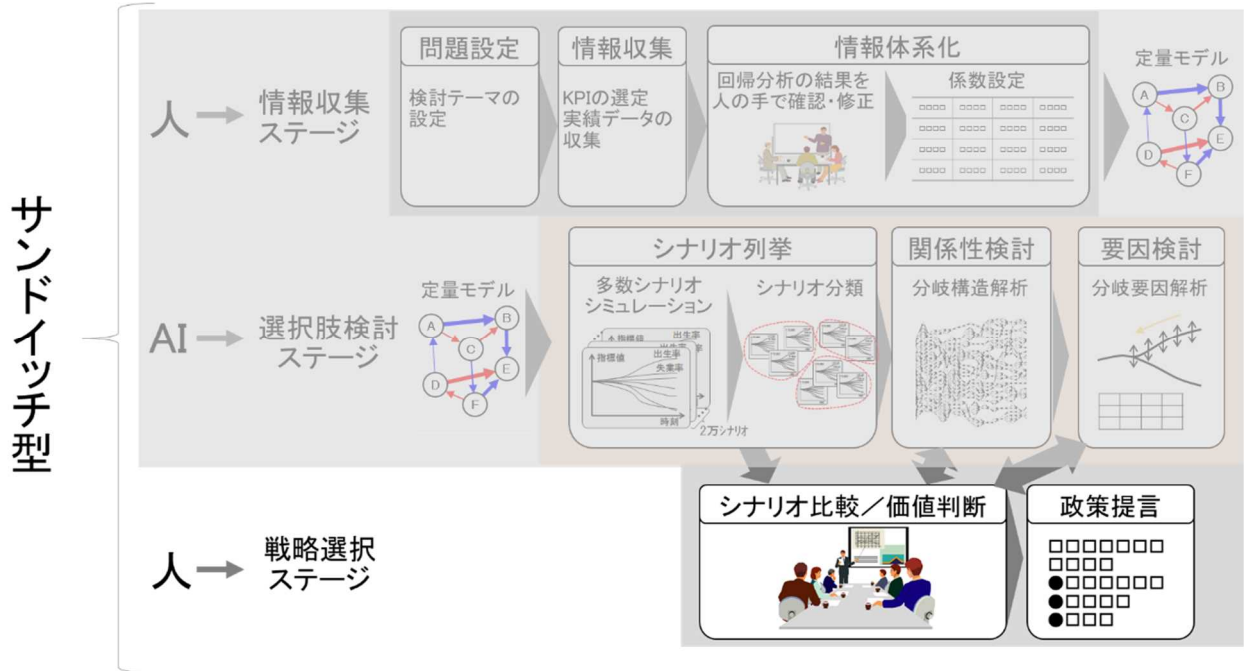 サンドイッチ型
人
情報収集
ステージ
問題設定
検討テーマの
設定
情報収集
KPIの選定
実績データの
収集
情報体系化
回帰分析の結果を
人の手で確認・修正
係数設定
□□□□ □□□□ □□□□ □□□□
□□□□ □□□□ □□□□ □□□□
□□□□ □□□□ □□□□ □□□□
□□□□ □□□□ □□□□ □□□□
定量モデル
A
B
C
D
E
F
AI
選択肢検討
ステージ
定量モデル
A
B
C
D
E
F
シナリオ列挙
多数シナリオ
シミュレーション
指標値
出生率
失業率
時刻
2万シナリオ
シナリオ分類
関係性検討
分岐構造解析
要因検討
分岐要因解析
人
戦略選択
ステージ
シナリオ比較／価値判断
政策提言
□□□□□□□
□□□□
●□□□□□□
●□□□□
●□□□